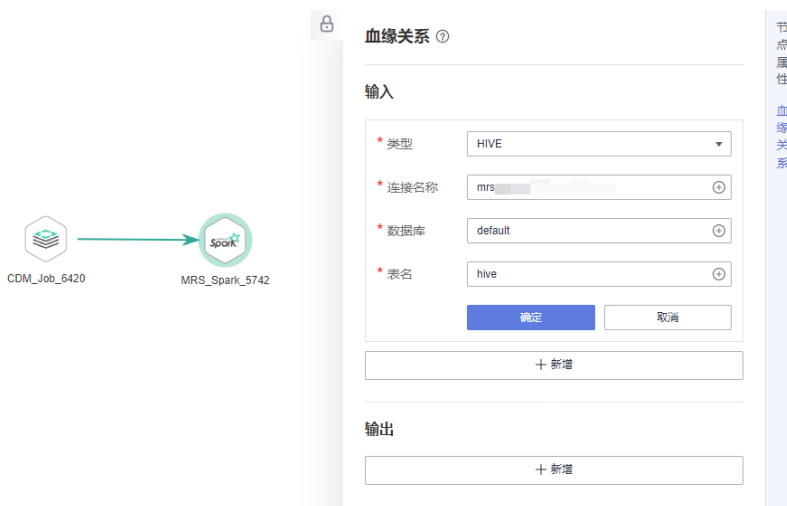 血缘关系
输入
* 类型
HIVE
* 连接名称
mrs
* 数据库
default
* 表名
hive
确定
取消
新增
输出
新增
Spark
CDM_Job_6420
MRS_Spark_5742
节点属性
血缘关系